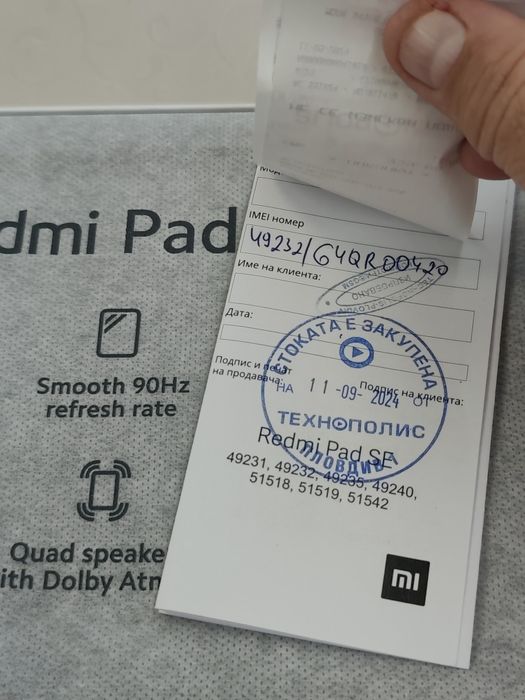 dmi Pad
Smooth 90Hz
refresh rate
Quad speake
ith Dolby Atm
IMEI номер
49232/G4QR00420
Име на клиента:
Дата:
Подпис и печат
на продавача:
Подпис на клиента:
СТОКАТА Е ЗАКУПЕНА
НА 11-09-2024 ОТ
ТЕХНОПОЛИС
ПЛОВДИВ 1
Redmi Pad SE
49231, 49232, 49235, 49240,
51518, 51519, 51542
mi